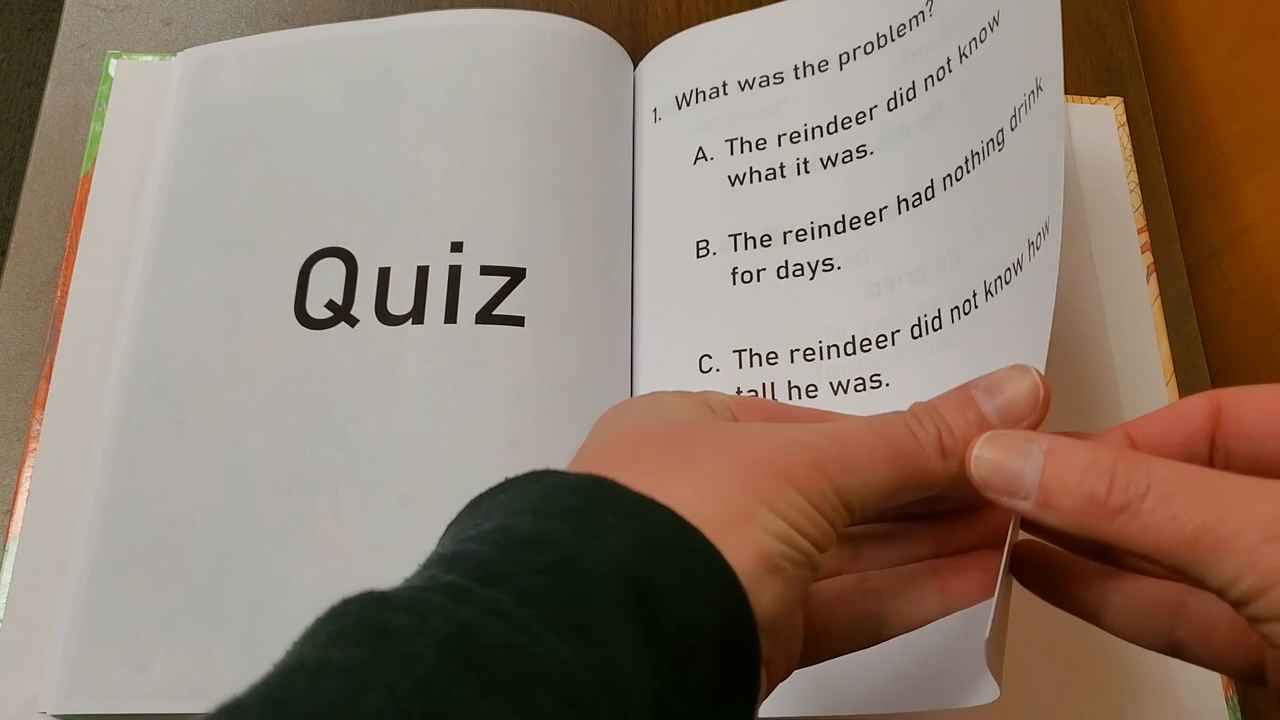 Quiz
1. What was the problem?
A. The reindeer did not know
what it was.
B. The reindeer had nothing drink
for days.
C. The reindeer did not know how
tall he was.